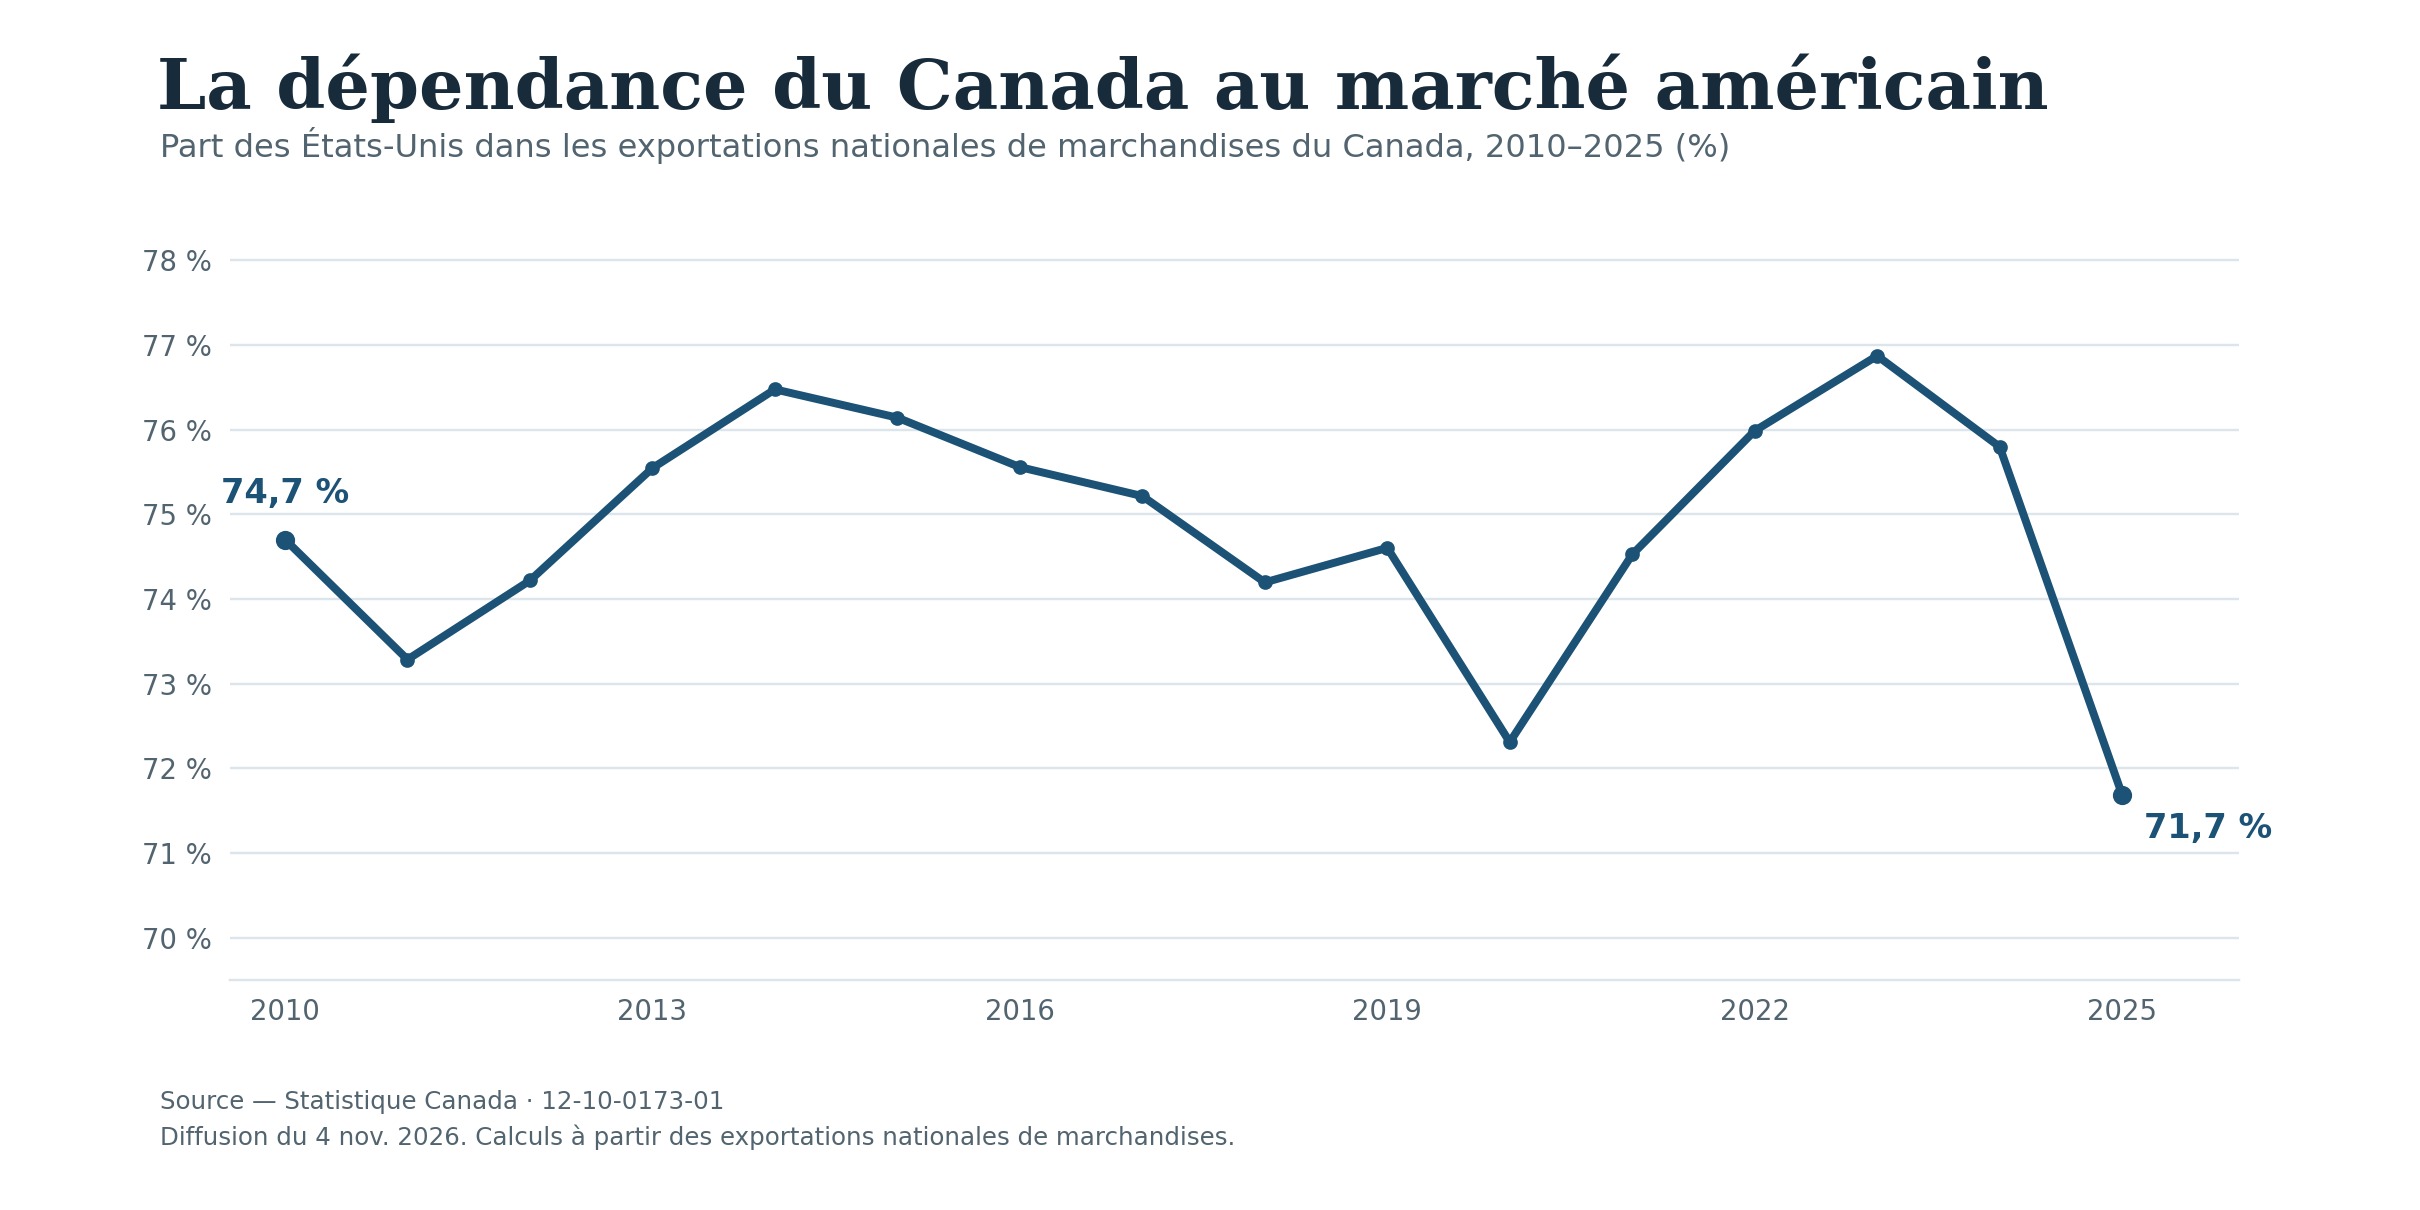 La dépendance du Canada au marché américain
Part des États-Unis dans les exportations nationales de marchandises du Canada, 2010–2025 (%)
78 %
77 %
76 %
74,7 %
75 %
74 %
73 %
72 %
71,7 %
71 %
70 %
2010 2013 2016 2019 2022 2025
Source — Statistique Canada · 12-10-0173-01
Diffusion du 4 nov. 2026. Calculs à partir des exportations nationales de marchandises.